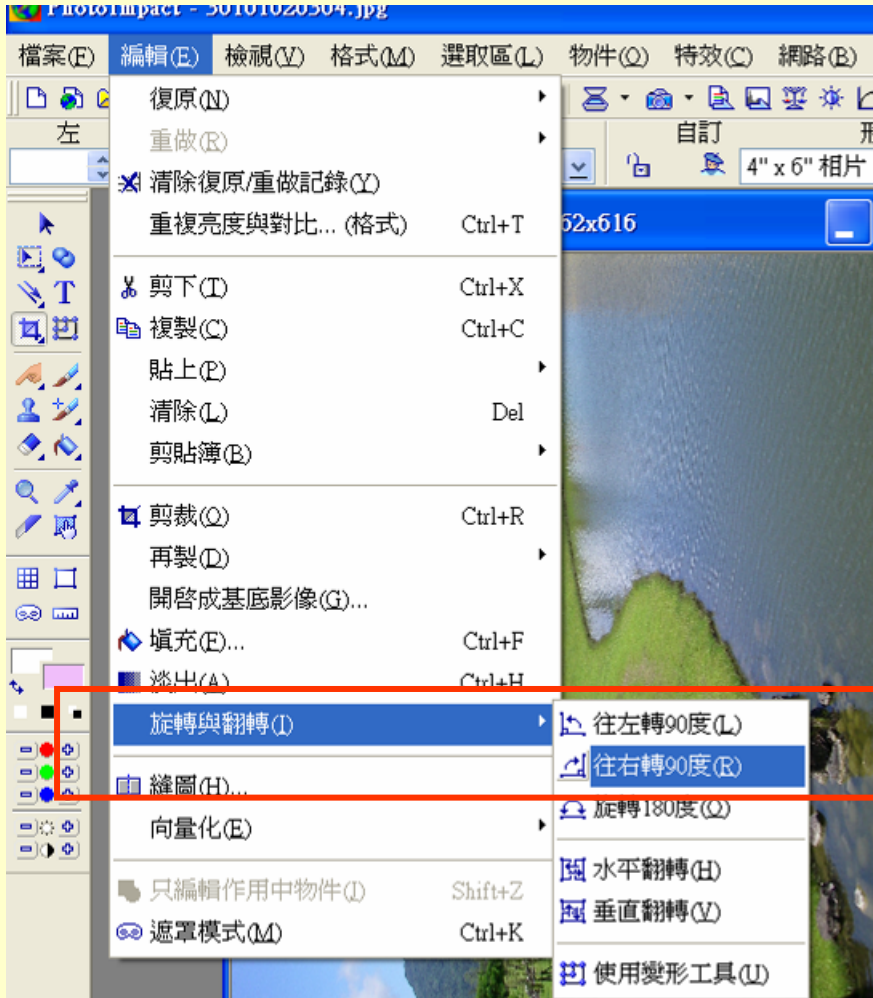 PhotoImpact - 30101020304.jpg
檔案(F) 編輯(E) 檢視(V) 格式(M) 選取區(L) 物件(O) 特效(C) 網路(B)
左 自訂
4" x 6" 相片
復原(N)
重做(R)
清除復原/重做記錄(Y)
重複亮度與對比... (格式) Ctrl+T
62x616
剪下(T) Ctrl+X
複製(C) Ctrl+C
貼上(P)
清除(L) Del
剪貼簿(B)
剪裁(O) Ctrl+R
再製(D)
開啟成基底影像(G)...
填充(F)... Ctrl+F
淡出(A) Ctrl+H
旋轉與翻轉(I)
往左轉90度(L)
往右轉90度(R)
旋轉180度(O)
縫圖(H)...
向量化(E)
水平翻轉(H)
垂直翻轉(V)
只編輯作用中物件(J) Shift+Z
遮罩模式(M) Ctrl+K
使用變形工具(U)